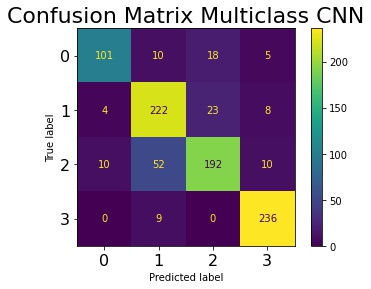 Confusion Matrix Multiclass CNN
0 101 10 18 5
1 4 222 23 8
2 10 52 192 10
3 0 9 0 236
0 1 2 3
True label
Predicted label
200
150
100
50
0